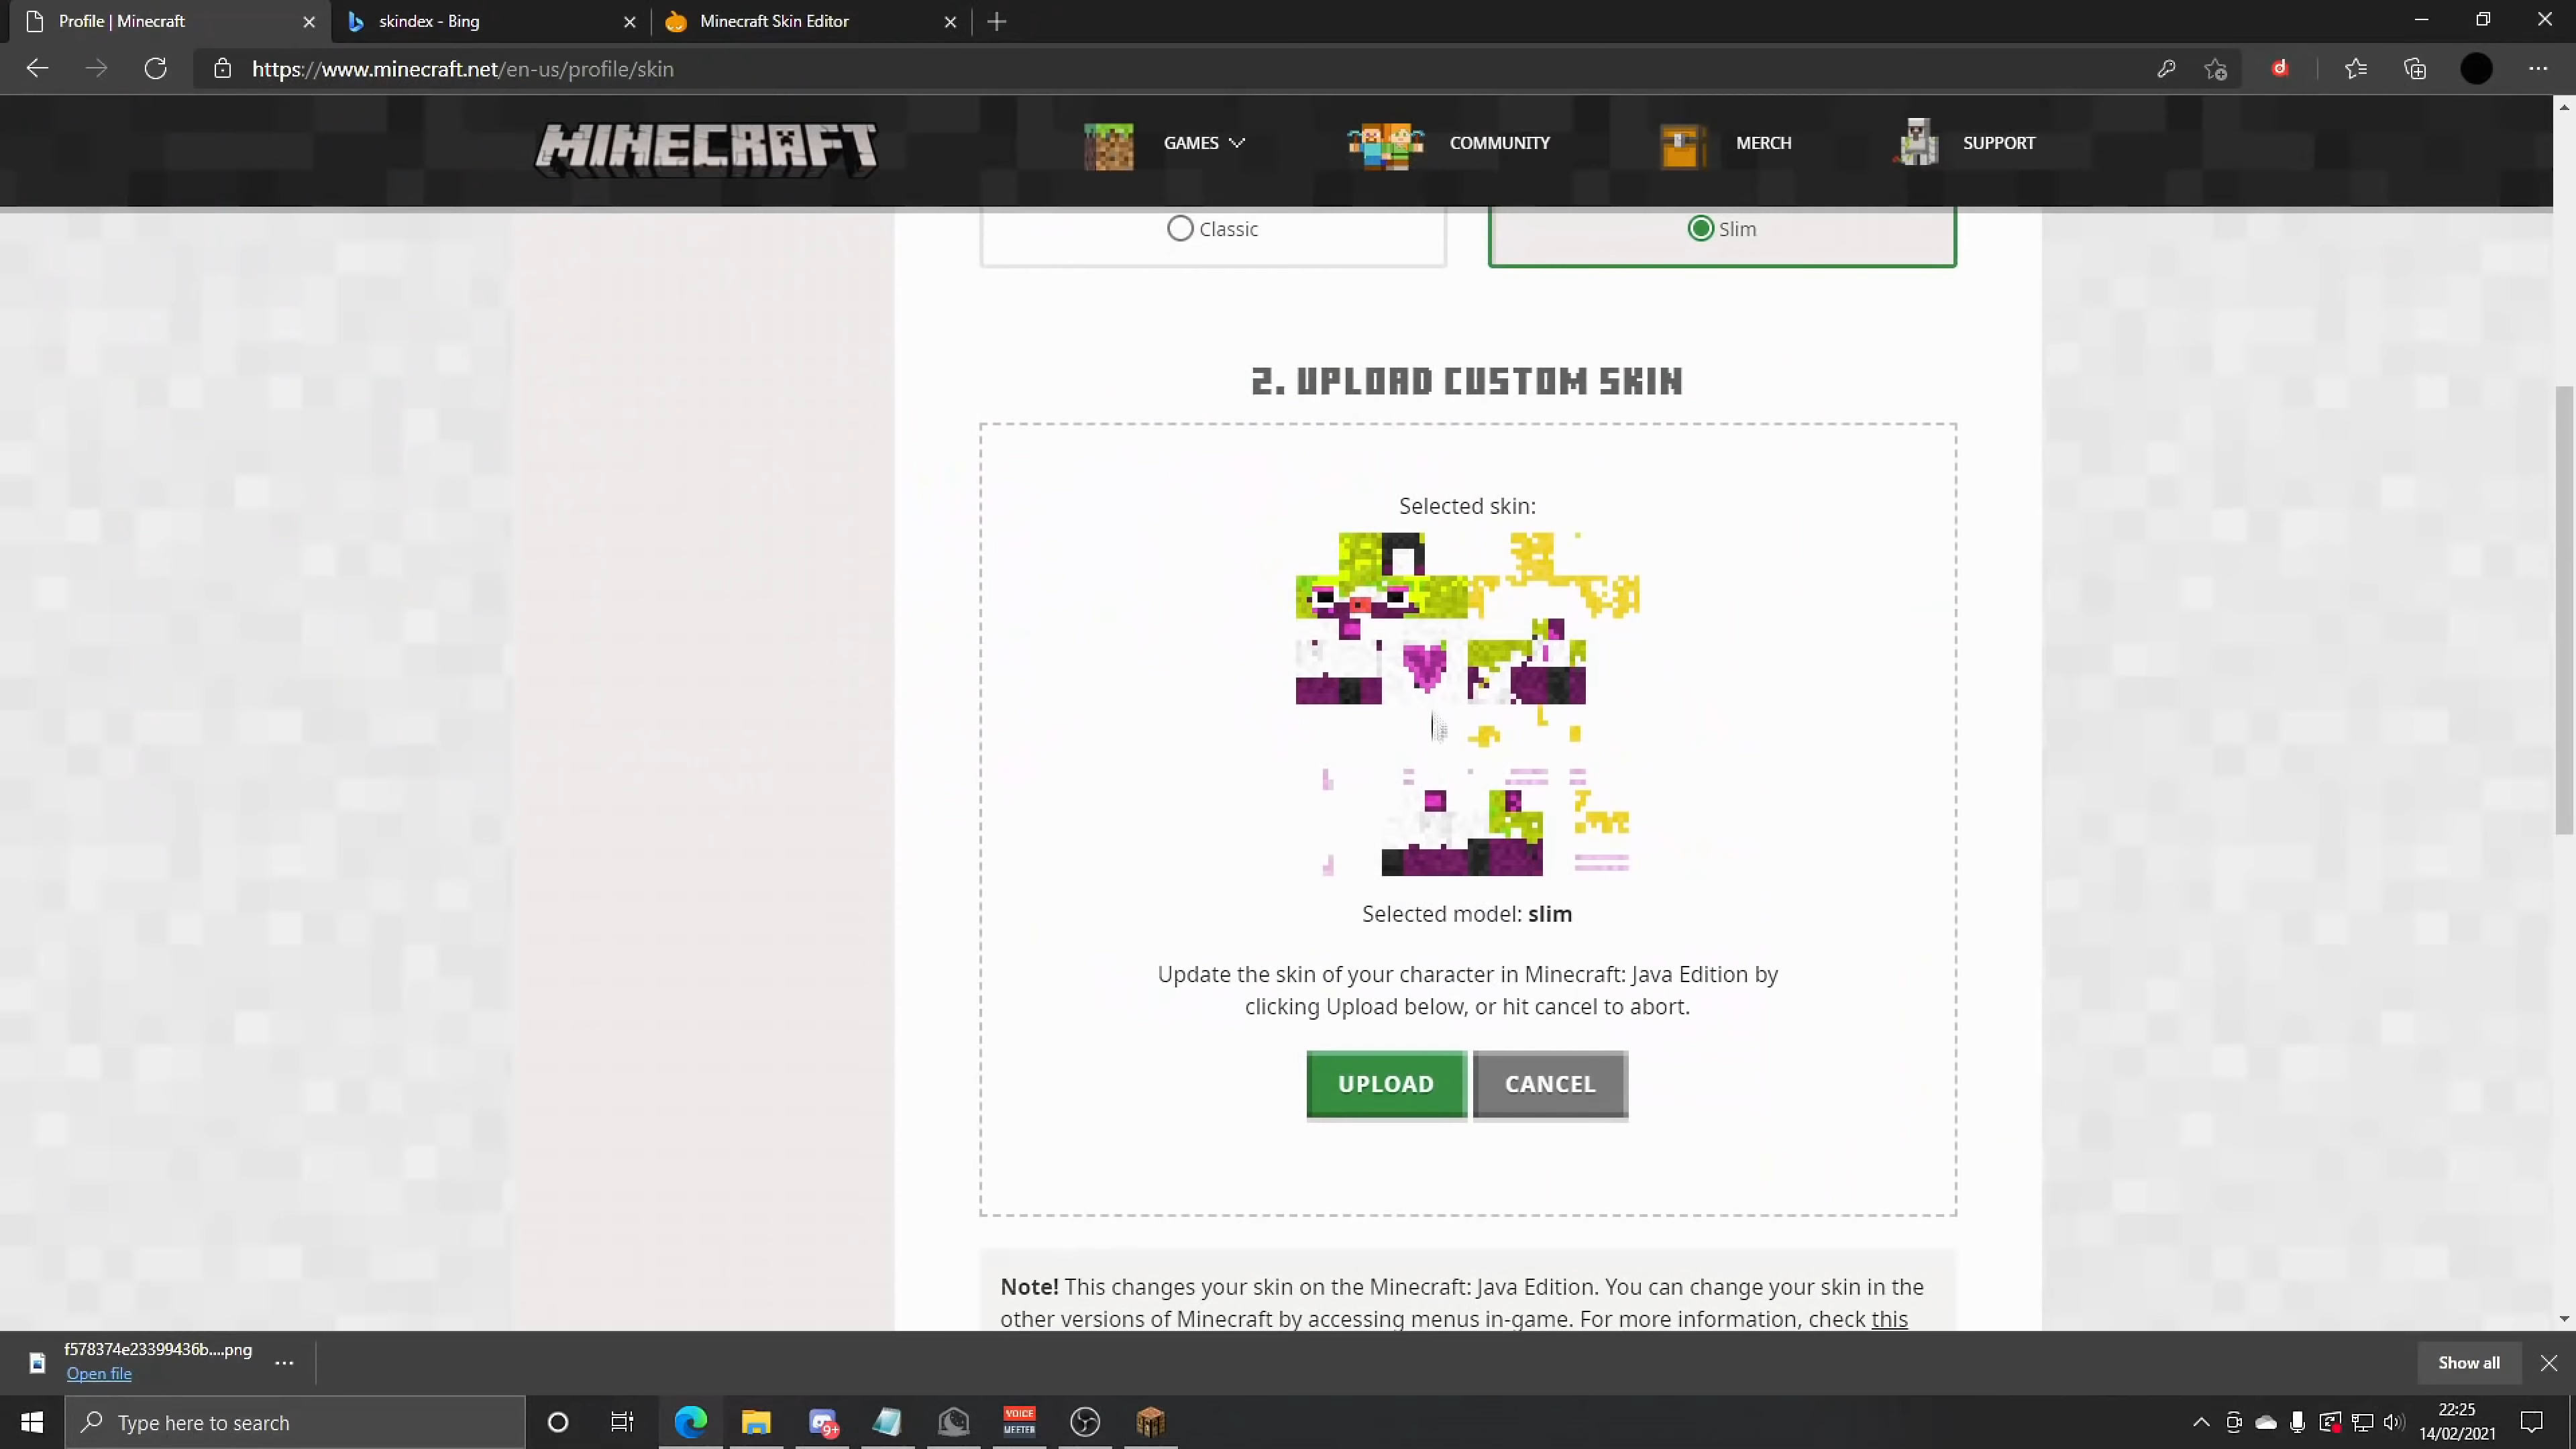 Profile | Minecraft
skindex - Bing
Minecraft Skin Editor
https://www.minecraft.net/en-us/profile/skin
MINECRAFT
GAMES
COMMUNITY
MERCH
SUPPORT
Classic
Slim
2. UPLOAD CUSTOM SKIN
Selected skin:
Selected model: slim
Update the skin of your character in Minecraft: Java Edition by
clicking Upload below, or hit cancel to abort.
UPLOAD
CANCEL
Note! This changes your skin on the Minecraft: Java Edition. You can change your skin in the
other versions of Minecraft by accessing menus in-game. For more information, check this
f578374e23399436b....png
Open file
Show all
Type here to search
9+
VOICE
MEETER
22:25
14/02/2021